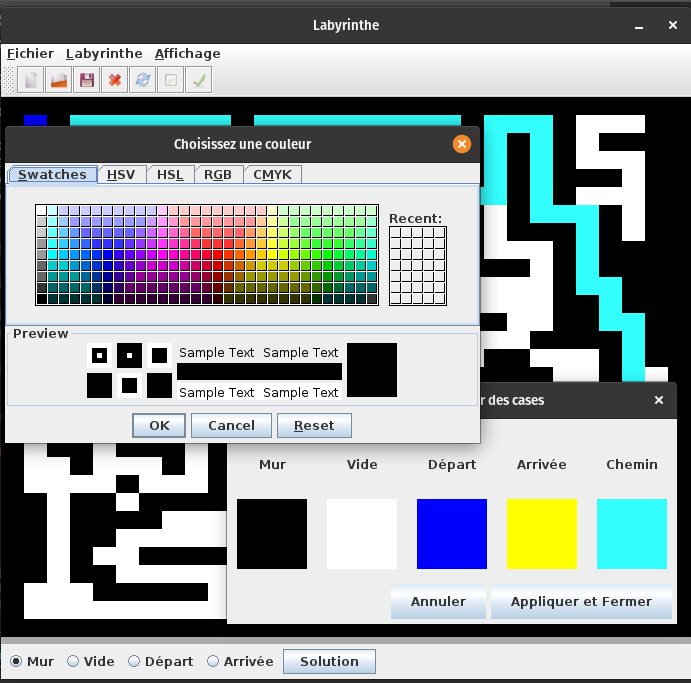 Labyrinthe
Fichier Labyrinthe Affichage
Choisissez une couleur
Swatches HSV HSL RGB CMYK
Recent:
Preview
Sample Text Sample Text
Sample Text Sample Text
OK Cancel Reset
des cases
Mur Vide Départ Arrivée Chemin
Annuler Appliquer et Fermer
Mur Vide Départ Arrivée Solution